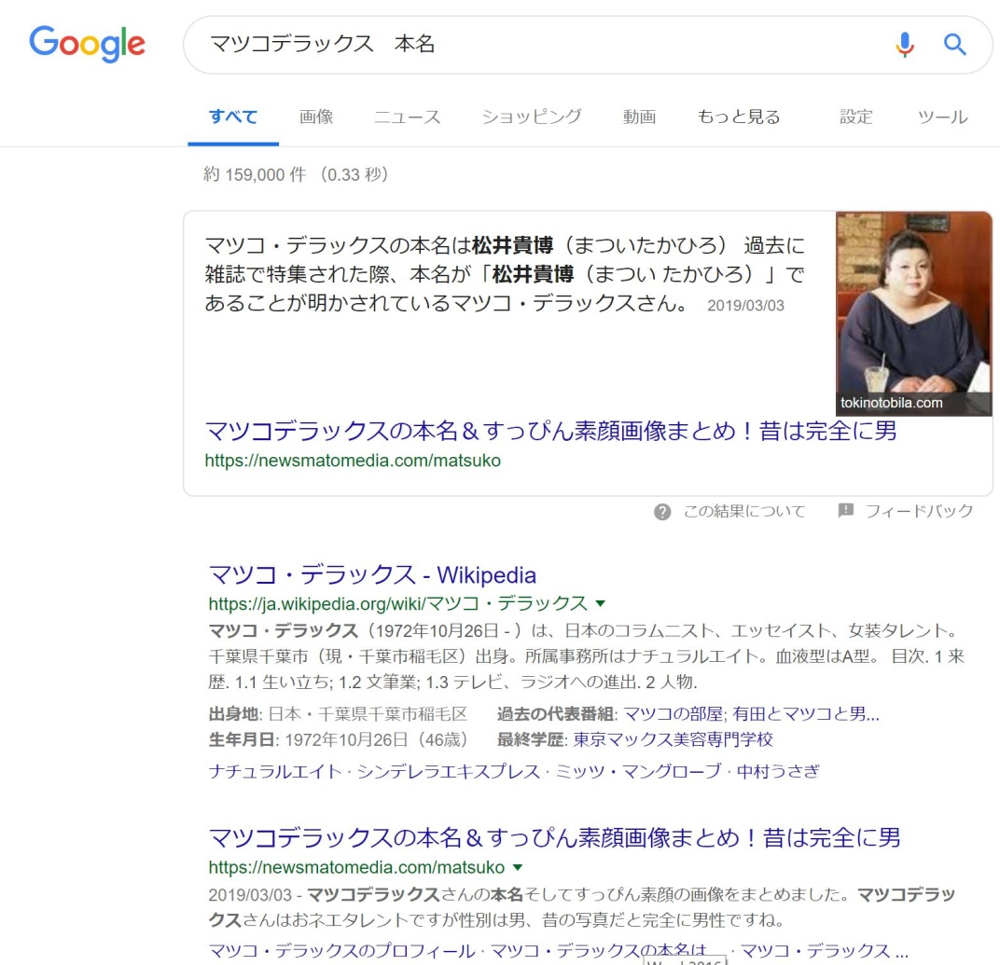 Google
マツコデラックス　本名
すべて 画像 ニュース ショッピング 動画 もっと見る 設定 ツール
約 159,000 件 （0.33 秒）
マツコ・デラックスの本名は松井貴博（まついたかひろ） 過去に
雑誌で特集された際、本名が「松井貴博（まつい たかひろ）」で
あることが明かされているマツコ・デラックスさん。 2019/03/03
tokinotobila.com
マツコデラックスの本名＆すっぴん素顔画像まとめ！昔は完全に男
https://newsmatomedia.com/matsuko
この結果について フィードバック
マツコ・デラックス - Wikipedia
https://ja.wikipedia.org/wiki/マツコ・デラックス
マツコ・デラックス（1972年10月26日 - ）は、日本のコラムニスト、エッセイスト、女装タレント。
千葉県千葉市（現・千葉市稲毛区）出身。所属事務所はナチュラルエイト。血液型はA型。 目次. 1 来
歴. 1.1 生い立ち; 1.2 文筆業; 1.3 テレビ、ラジオへの進出. 2 人物.
出身地: 日本・千葉県千葉市稲毛区 過去の代表番組: マツコの部屋; 有田とマツコと男...
生年月日: 1972年10月26日（46歳） 最終学歴: 東京マックス美容専門学校
ナチュラルエイト · シンデレラエキスプレス · ミッツ・マングローブ · 中村うさぎ
マツコデラックスの本名＆すっぴん素顔画像まとめ！昔は完全に男
https://newsmatomedia.com/matsuko
2019/03/03 - マツコデラックスさんの本名そしてすっぴん素顔の画像をまとめました。マツコデラッ
クスさんはおネエタレントですが性別は男、昔の写真だと完全に男性ですね。
マツコ・デラックスのプロフィール · マツコ・デラックスの本名は ... · マツコ・デラックス ...